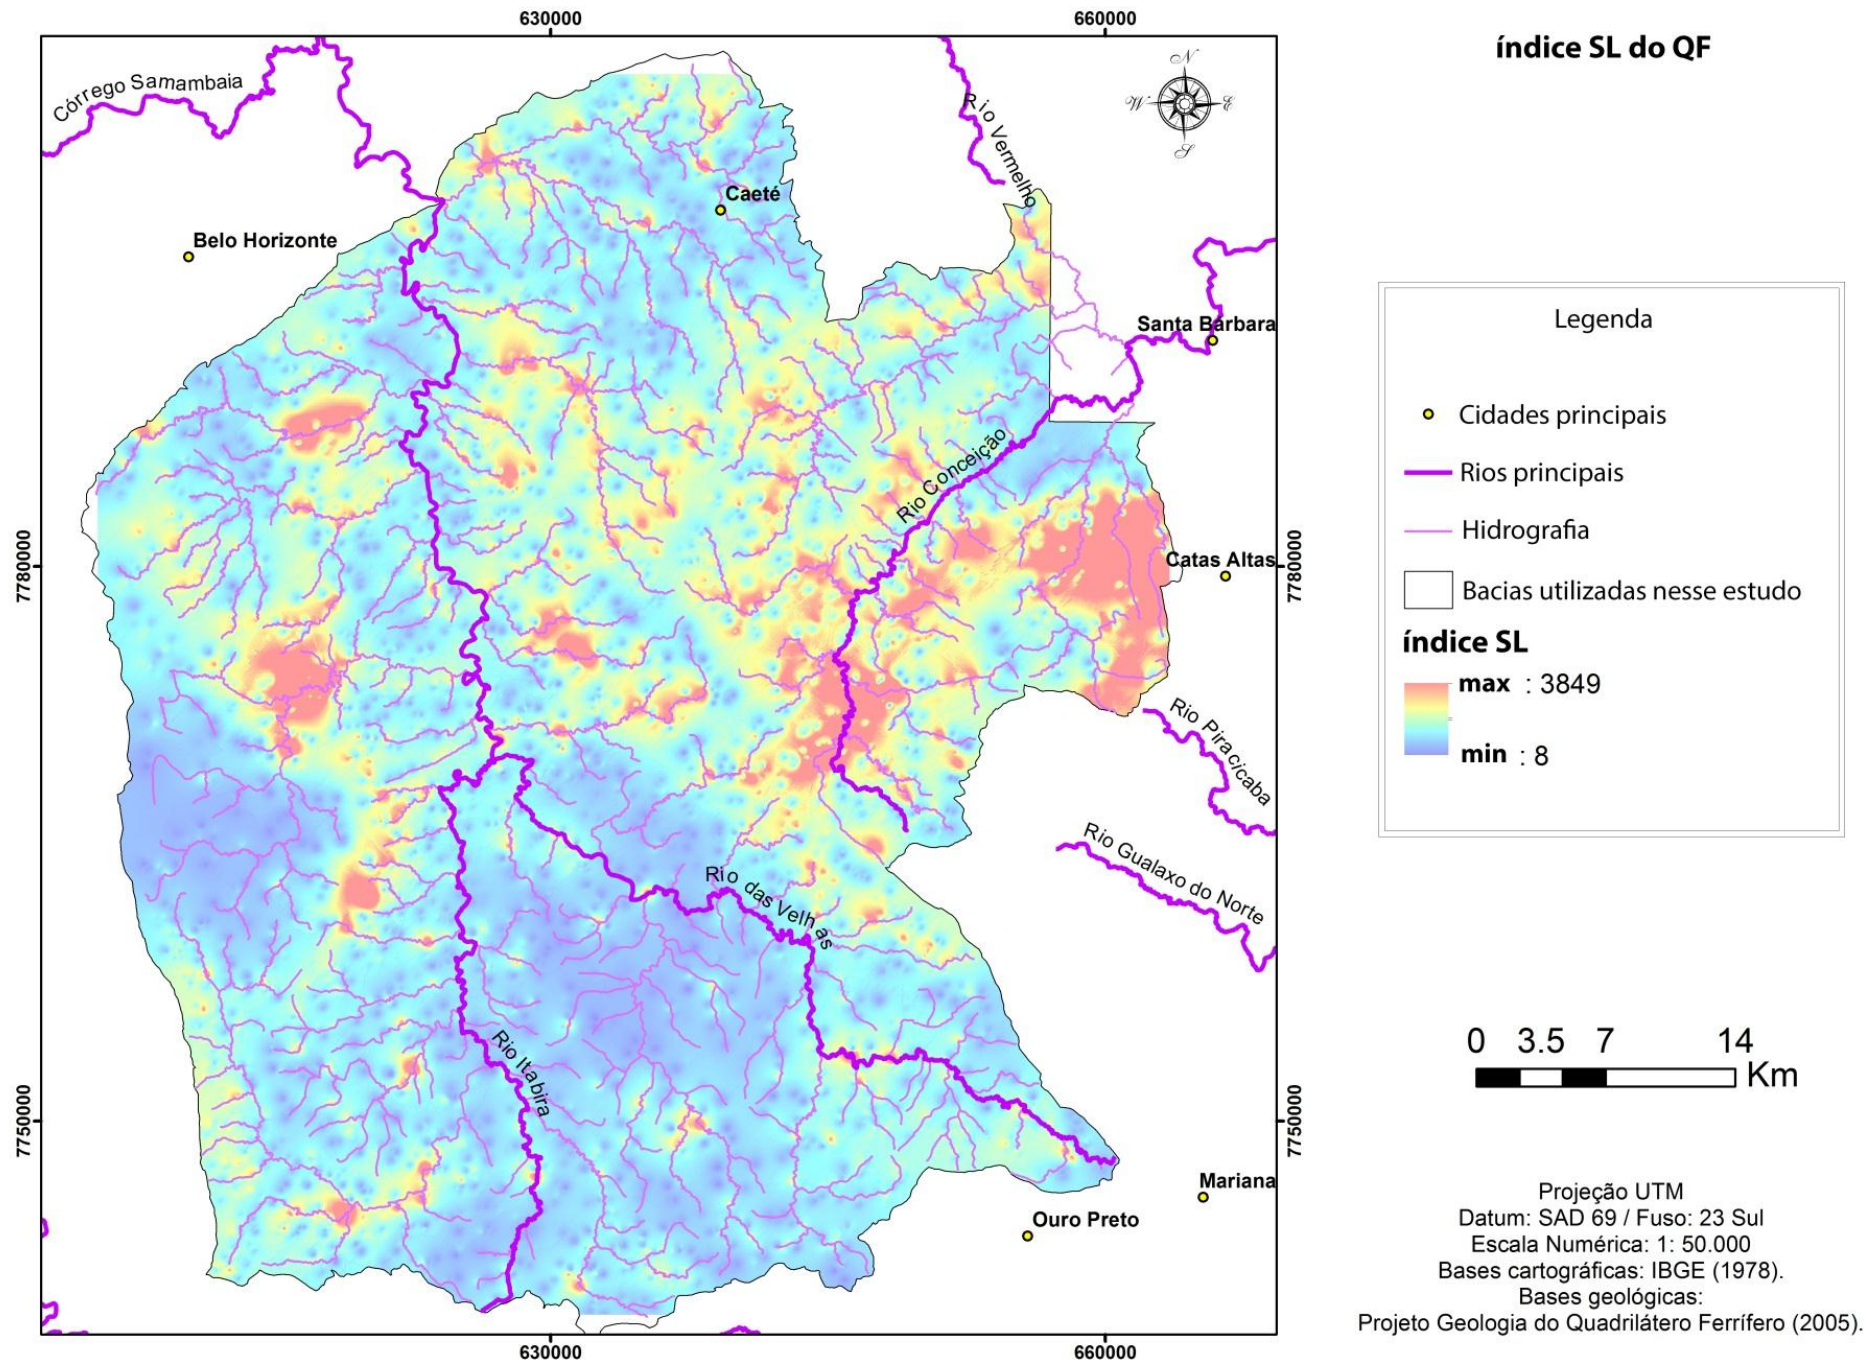 630000
660000
índice SL do QF
Córrego Samambaia
Rio Vermelho
N
W
E
S
Caeté
Belo Horizonte
Santa Bárbara
Rio Conceição
7780000
7780000
Catas Altas
Rio Piracicaba
Rio Gualaxo do Norte
Rio das Velhas
Rio Itabira
7750000
7750000
Mariana
Ouro Preto
630000
660000
Legenda
Cidades principais
Rios principais
Hidrografia
Bacias utilizadas nesse estudo
índice SL
max : 3849
min : 8
0 3.5 7 14
Km
Projeção UTM
Datum: SAD 69 / Fuso: 23 Sul
Escala Numérica: 1: 50.000
Bases cartográficas: IBGE (1978).
Bases geológicas:
Projeto Geologia do Quadrilátero Ferrífero (2005).